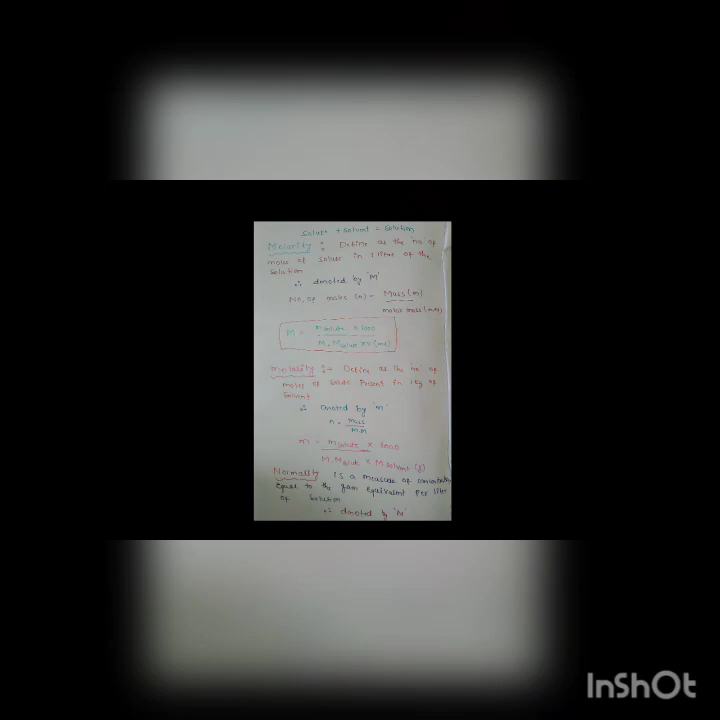 Solute + Solvent = Solution
Molarity : Define as the 'no' of
moles of solute in 1 litre of the
Solution
∴ denoted by 'M'
No. of moles (n) = Mass (m)
molar mass (m.m)
M = m solute × 1000
M.M solute × v (ml)
Molality :→ Define as the 'no' of
moles of solute Present in 1 Kg of
Solvent
∴ Denoted by 'm'
n = mass
M.M
m = m solute × 1000
M.M solute × M solvent (g)
Normality is a measure of
Equal to the gram Equivalent Per liter
of Solution
∴ denoted by 'N'
InShOt